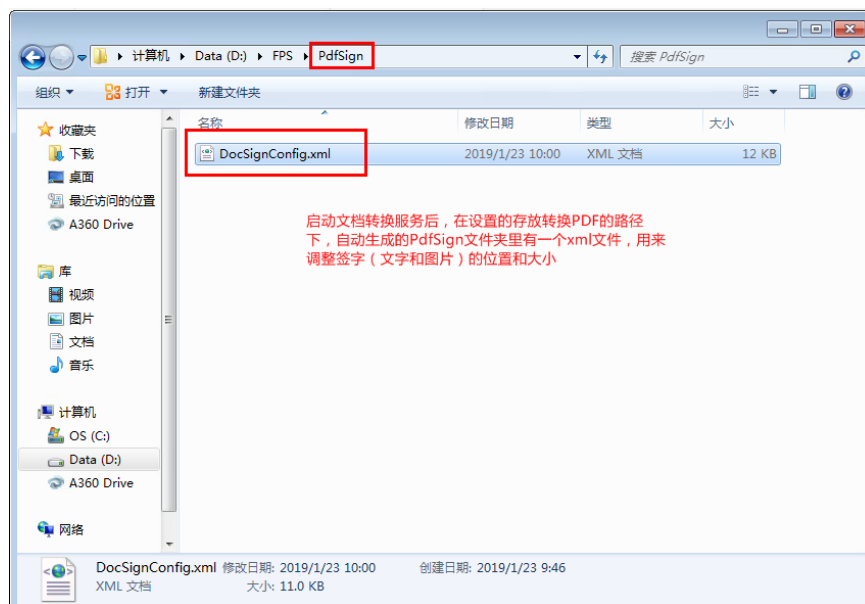 计算机 Data (D:) FPS PdfSign
搜索 PdfSign
组织 打开 新建文件夹
名称 修改日期 类型 大小
DocSignConfig.xml 2019/1/23 10:00 XML 文档 12 KB
收藏夹
下载
桌面
最近访问的位置
A360 Drive
库
视频
图片
文档
音乐
计算机
OS (C:)
Data (D:)
A360 Drive
网络
启动文档转换服务后，在设置的存放转换PDF的路径
下，自动生成的PdfSign文件夹里有一个xml文件，用来
调整签字（文字和图片）的位置和大小
DocSignConfig.xml 修改日期: 2019/1/23 10:00 创建日期: 2019/1/23 9:46
XML 文档 大小: 11.0 KB